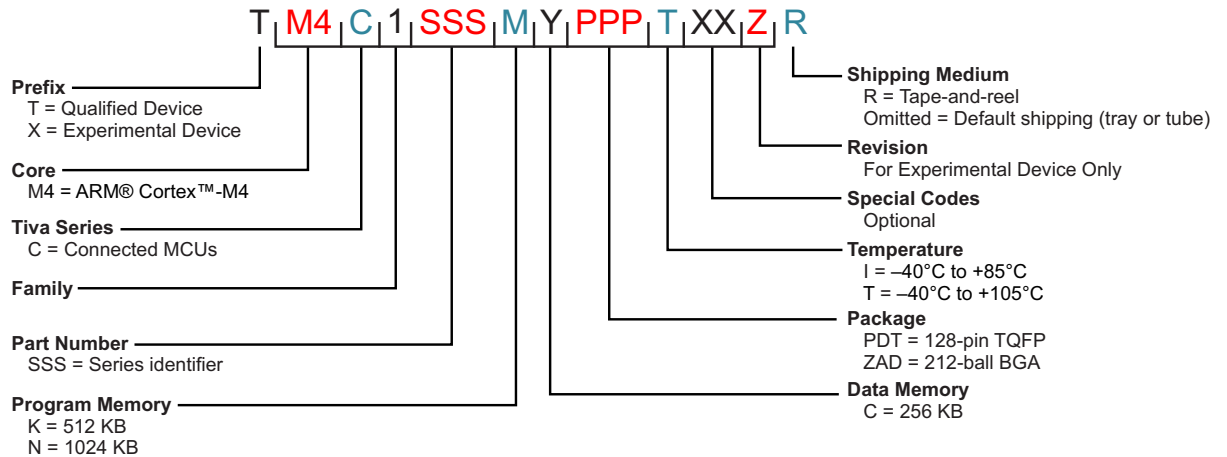 T M4 C 1 SSS M Y PPP T XX Z R
Prefix
T = Qualified Device
X = Experimental Device
Core
M4 = ARM® Cortex™-M4
Tiva Series
C = Connected MCUs
Family
Part Number
SSS = Series identifier
Program Memory
K = 512 KB
N = 1024 KB
Shipping Medium
R = Tape-and-reel
Omitted = Default shipping (tray or tube)
Revision
For Experimental Device Only
Special Codes
Optional
Temperature
I = –40°C to +85°C
T = –40°C to +105°C
Package
PDT = 128-pin TQFP
ZAD = 212-ball BGA
Data Memory
C = 256 KB